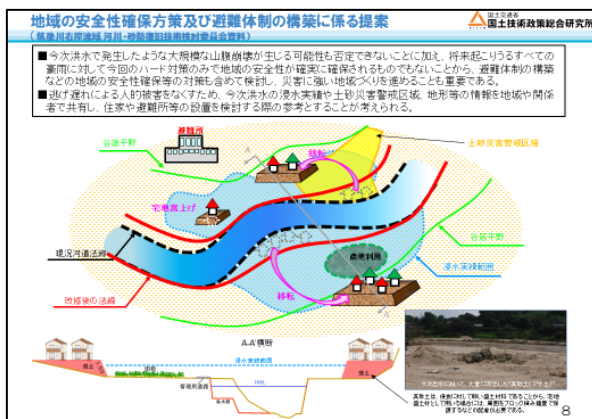 地域の安全性確保方策及び避難体制の構築に係る提案
（筑後川右岸流域 河川・砂防復旧技術検討委員会資料）
国土交通省
国土技術政策総合研究所
■今次洪水で発生したような大規模な山腹崩壊が生じる可能性も否定できないことに加え、将来起こりうるすべての
豪雨に対して今回のハード対策のみで地域の安全性が確実に確保されるものでもないことから、避難体制の構築
などの地域の安全性確保等の対策も含めて検討し、災害に強い地域づくりを進めることも重要である。
■逃げ遅れによる人的被害をなくすため、今次洪水の浸水実績や土砂災害警戒区域、地形等の情報を地域や関係
者で共有し、住家や避難所等の設置を検討する際の参考とすることが考えられる。
避難所
谷底平野
A
移転
土砂災害警戒区域
宅地嵩上げ
谷底平野
現況河道法線
農地利用
浸水実績範囲
改修後の法線
移転
A'
A-A'横断
浸水実績範囲
盛土
管理用通路
HWL
盛土
8